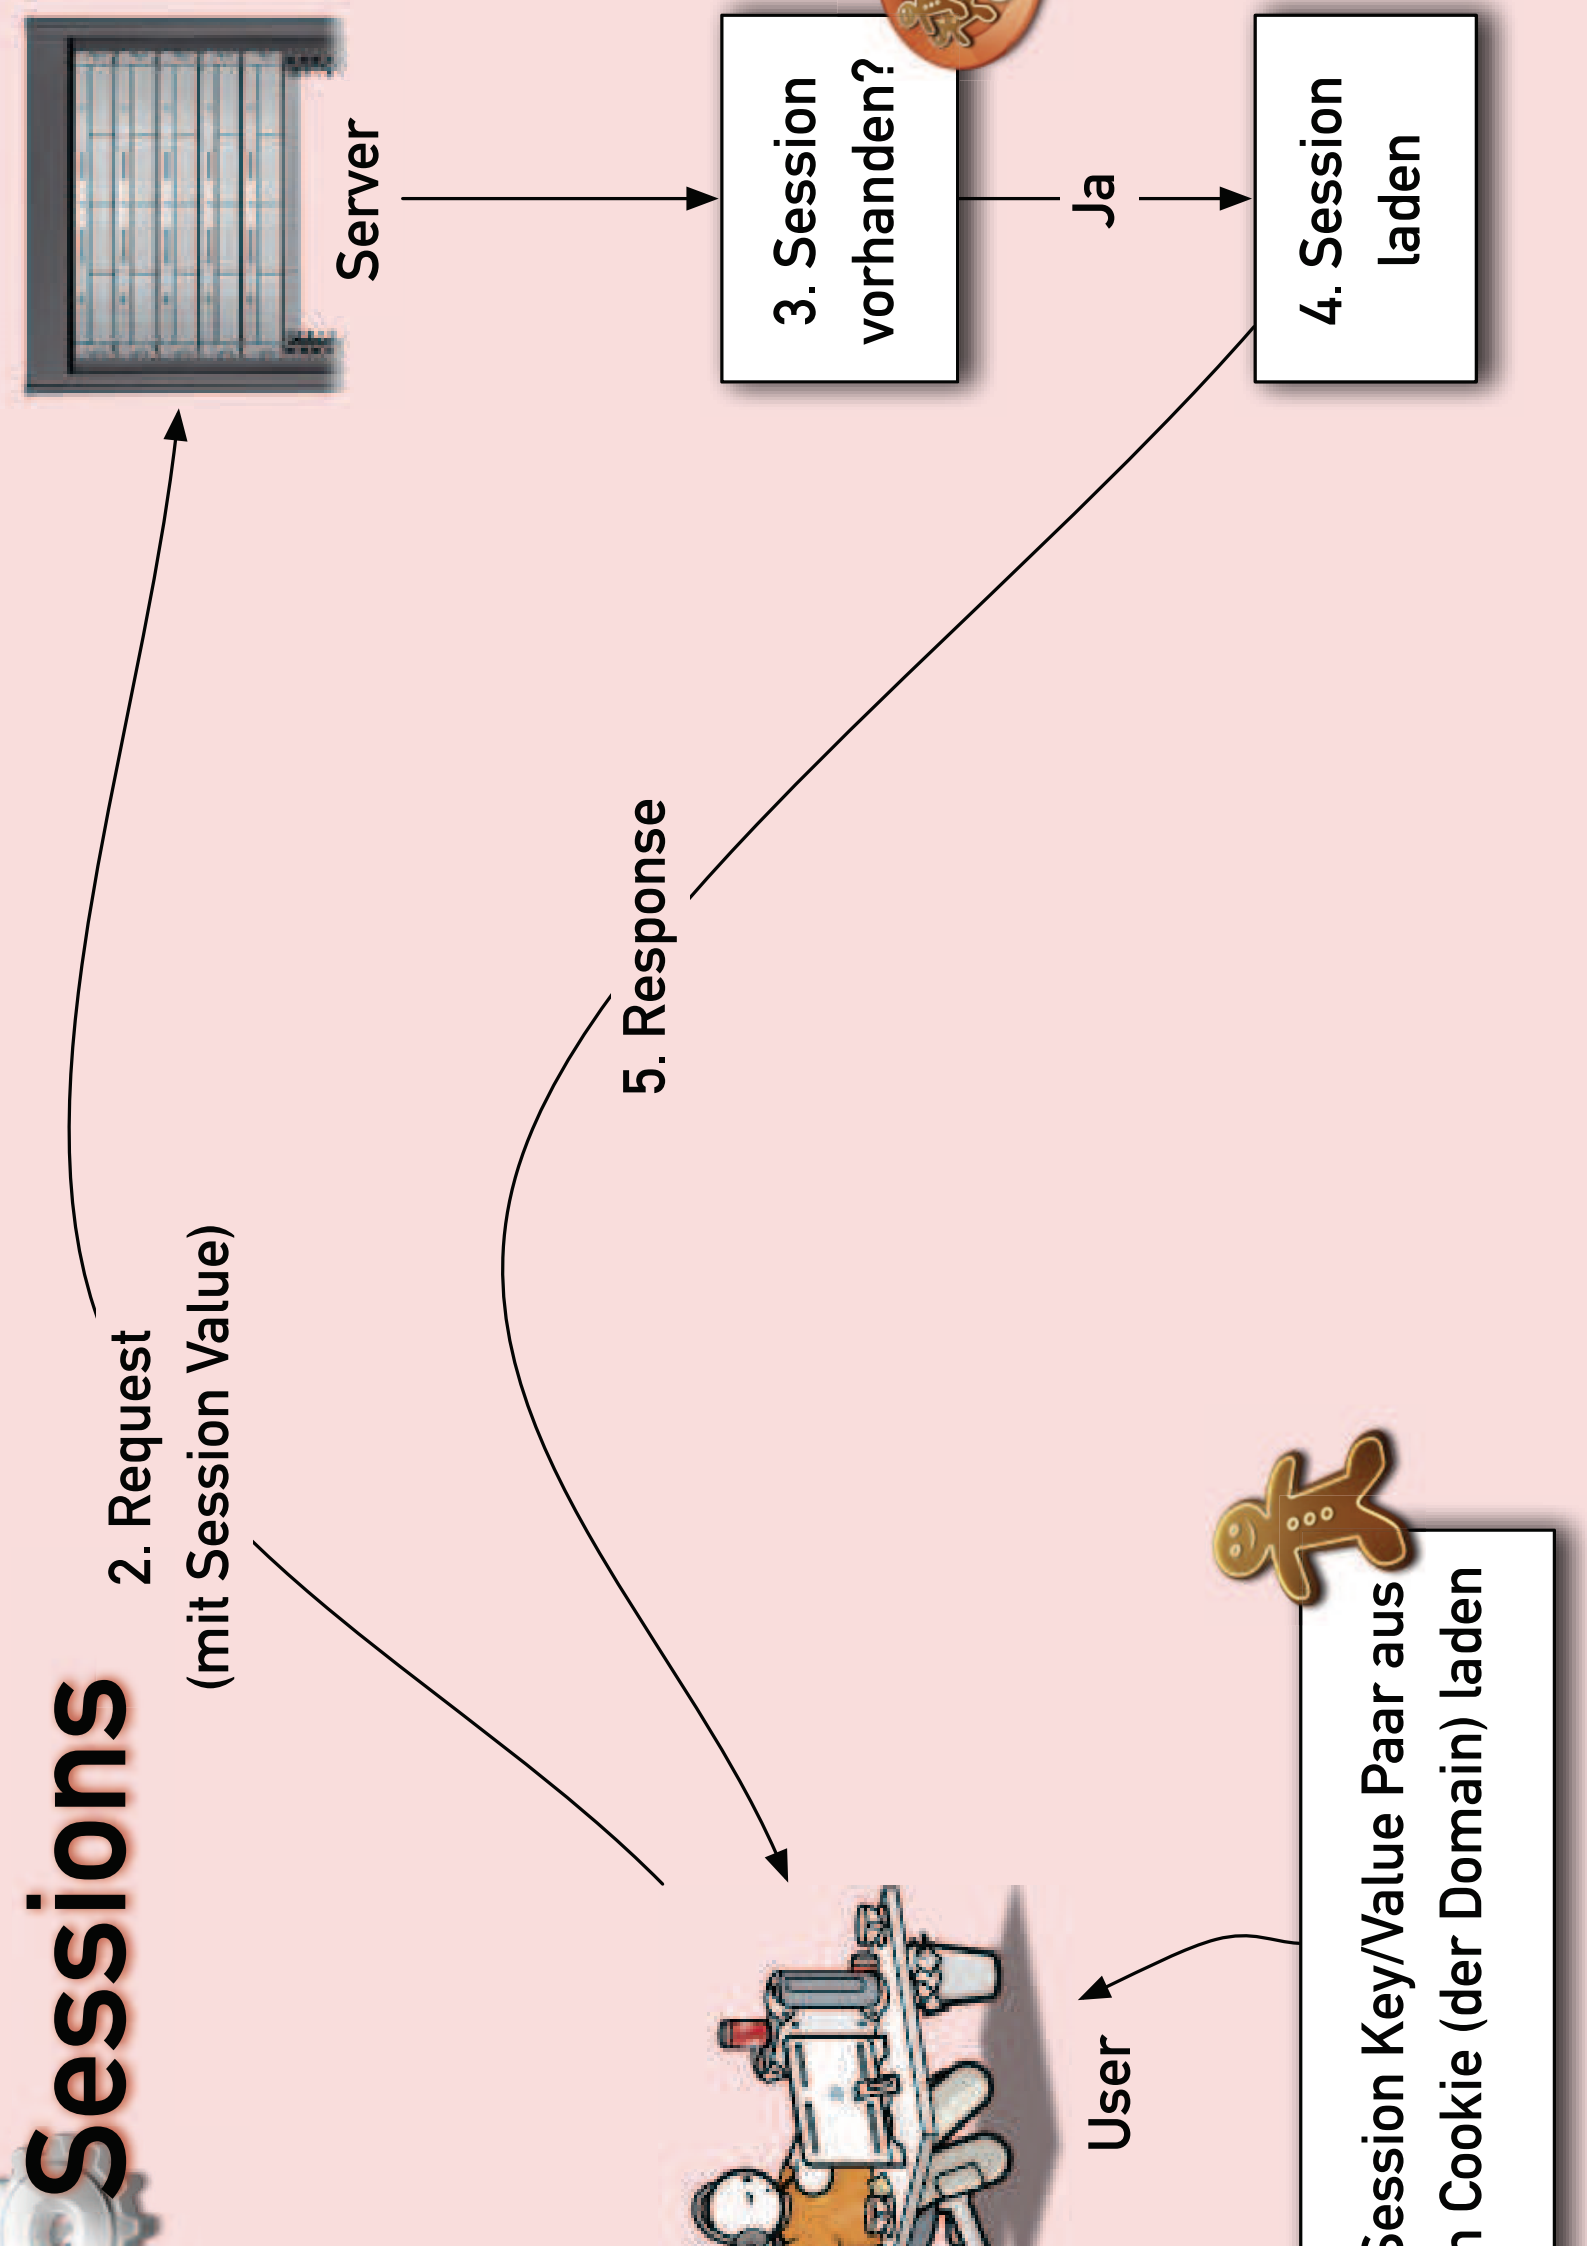 Sessions
2. Request
(mit Session Value)
Server
5. Response
3. Session
vorhanden?
Ja
4. Session
laden
User
Session Key/Value Paar aus
Cookie (der Domain) laden